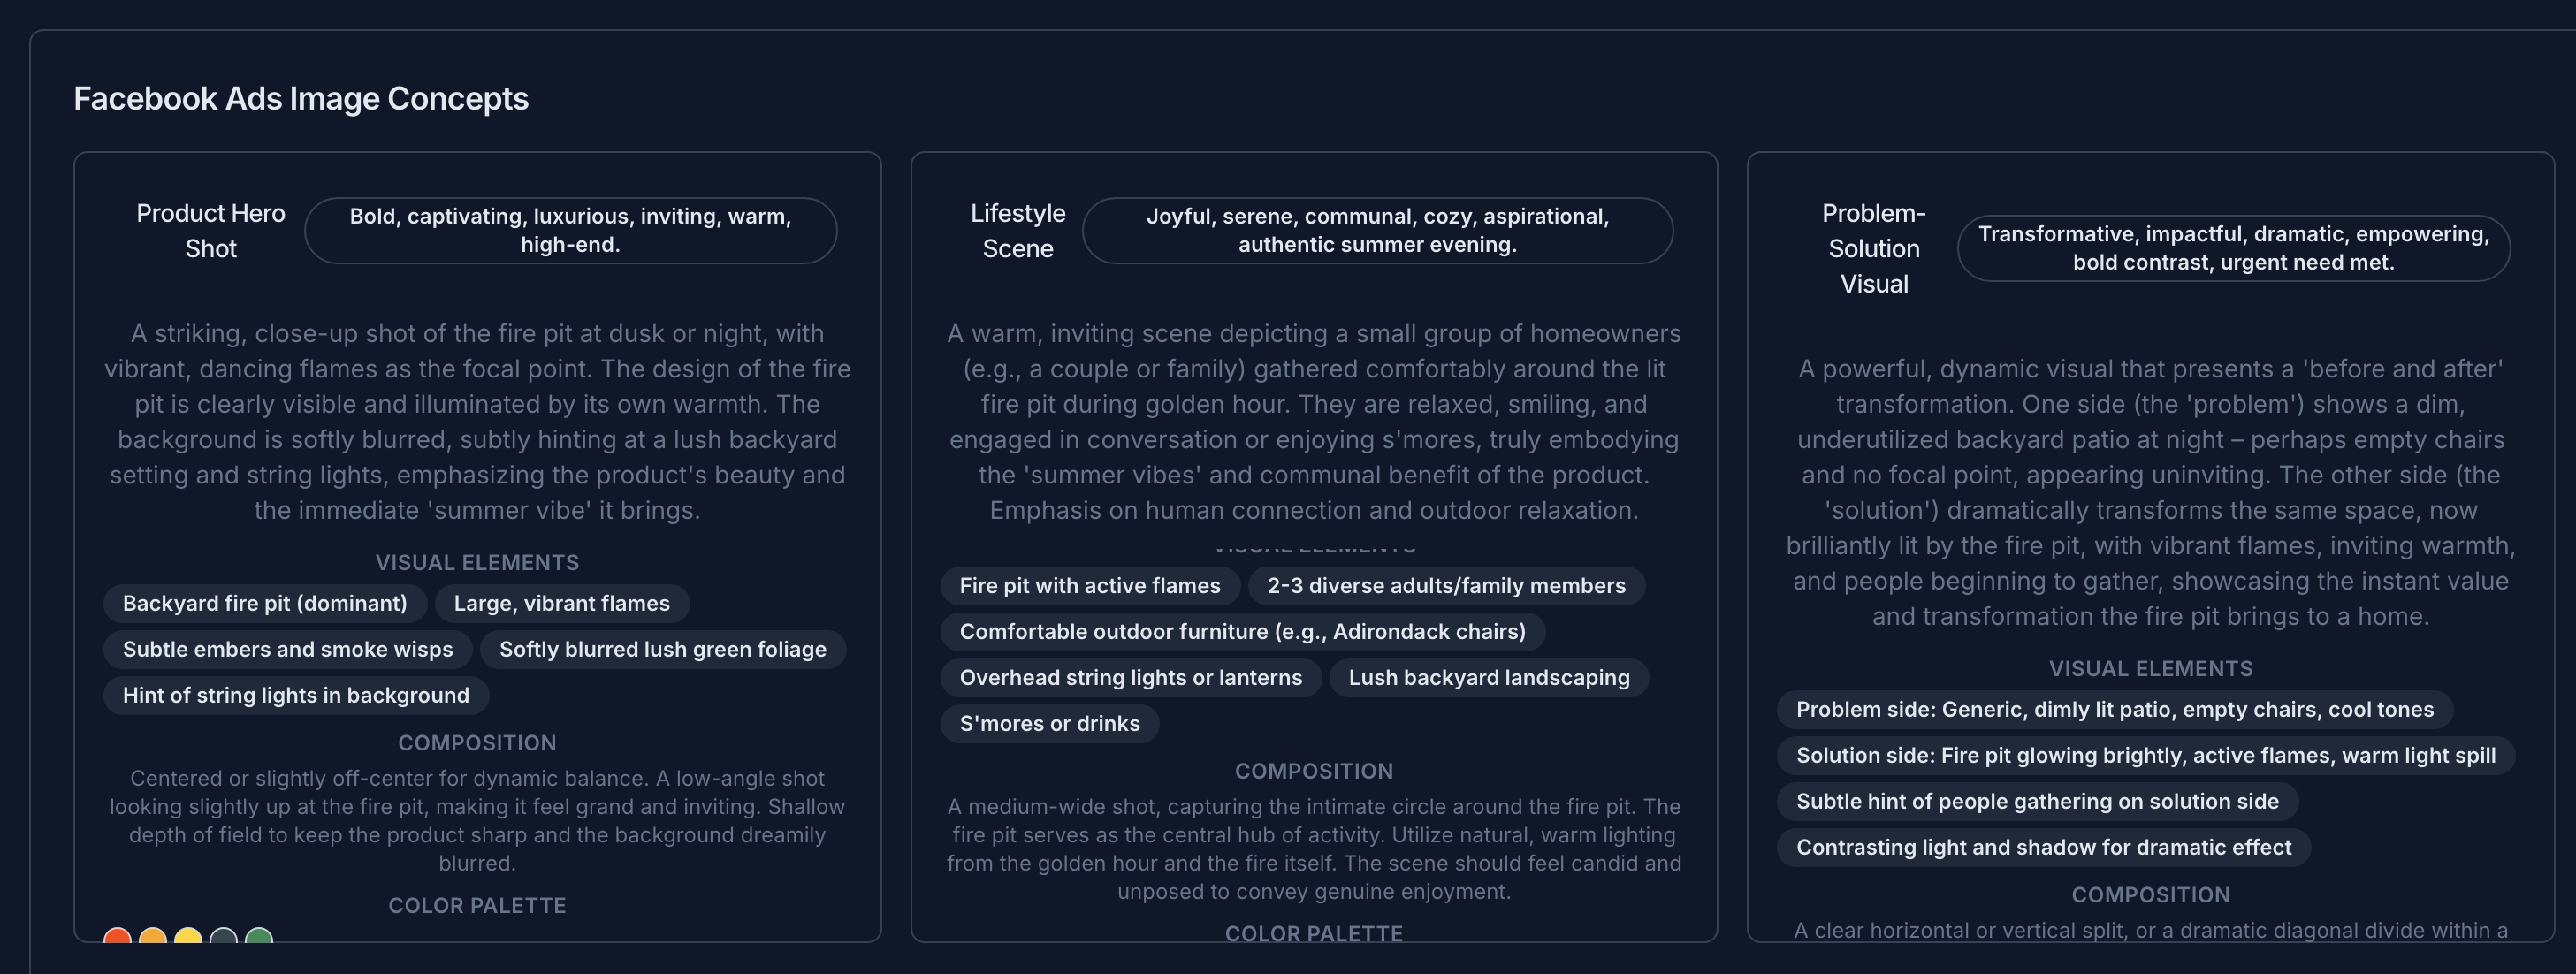 Facebook Ads Image Concepts
Product Hero
Shot
Bold, captivating, luxurious, inviting, warm,
high-end.
A striking, close-up shot of the fire pit at dusk or night, with
vibrant, dancing flames as the focal point. The design of the fire
pit is clearly visible and illuminated by its own warmth. The
background is softly blurred, subtly hinting at a lush backyard
setting and string lights, emphasizing the product's beauty and
the immediate 'summer vibe' it brings.
VISUAL ELEMENTS
Backyard fire pit (dominant)
Large, vibrant flames
Subtle embers and smoke wisps
Softly blurred lush green foliage
Hint of string lights in background
COMPOSITION
Centered or slightly off-center for dynamic balance. A low-angle shot
looking slightly up at the fire pit, making it feel grand and inviting. Shallow
depth of field to keep the product sharp and the background dreamily
blurred.
COLOR PALETTE
Lifestyle
Scene
Joyful, serene, communal, cozy, aspirational,
authentic summer evening.
A warm, inviting scene depicting a small group of homeowners
(e.g., a couple or family) gathered comfortably around the lit
fire pit during golden hour. They are relaxed, smiling, and
engaged in conversation or enjoying s'mores, truly embodying
the 'summer vibes' and communal benefit of the product.
Emphasis on human connection and outdoor relaxation.
VISUAL ELEMENTS
Fire pit with active flames
2-3 diverse adults/family members
Comfortable outdoor furniture (e.g., Adirondack chairs)
Overhead string lights or lanterns
Lush backyard landscaping
S'mores or drinks
COMPOSITION
A medium-wide shot, capturing the intimate circle around the fire pit. The
fire pit serves as the central hub of activity. Utilize natural, warm lighting
from the golden hour and the fire itself. The scene should feel candid and
unposed to convey genuine enjoyment.
COLOR PALETTE
Problem-
Solution
Visual
Transformative, impactful, dramatic, empowering,
bold contrast, urgent need met.
A powerful, dynamic visual that presents a 'before and after'
transformation. One side (the 'problem') shows a dim,
underutilized backyard patio at night – perhaps empty chairs
and no focal point, appearing uninviting. The other side (the
'solution') dramatically transforms the same space, now
brilliantly lit by the fire pit, with vibrant flames, inviting warmth,
and people beginning to gather, showcasing the instant value
and transformation the fire pit brings to a home.
VISUAL ELEMENTS
Problem side: Generic, dimly lit patio, empty chairs, cool tones
Solution side: Fire pit glowing brightly, active flames, warm light spill
Subtle hint of people gathering on solution side
Contrasting light and shadow for dramatic effect
COMPOSITION
A clear horizontal or vertical split, or a dramatic diagonal divide within a